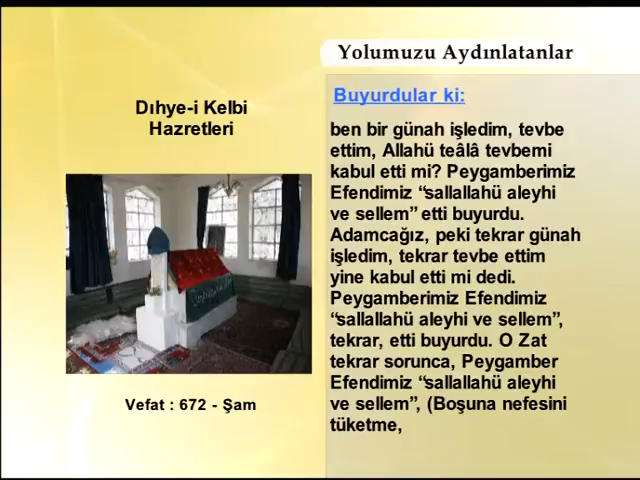 Yolumuzu Aydınlatanlar
Dıhye-i Kelbi
Hazretleri
Vefat : 672 - Şam
Buyurdular ki:
ben bir günah işledim, tevbe
ettim, Allahü teâlâ tevbemi
kabul etti mi? Peygamberimiz
Efendimiz “sallallahü aleyhi
ve sellem” etti buyurdu.
Adamcağız, peki tekrar günah
işledim, tekrar tevbe ettim
yine kabul etti mi dedi.
Peygamberimiz Efendimiz
“sallallahü aleyhi ve sellem”,
tekrar, etti buyurdu. O Zat
tekrar sorunca, Peygamber
Efendimiz “sallallahü aleyhi
ve sellem”, (Boşuna nefesini
tüketme,